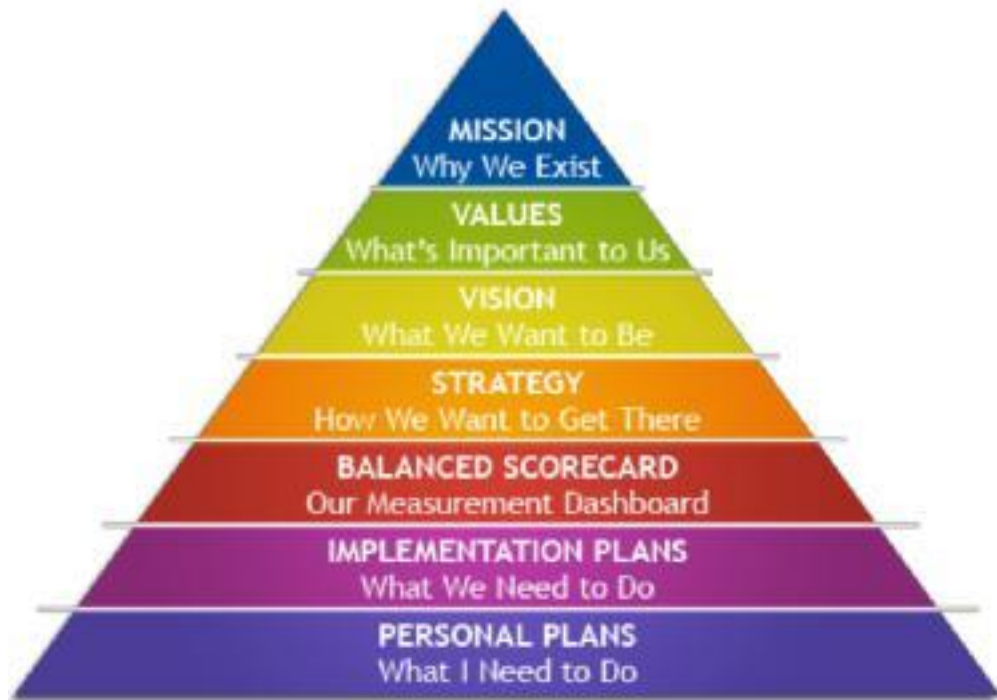 MISSION
Why We Exist
VALUES
What's Important to Us
VISION
What We Want to Be
STRATEGY
How We Want to Get There
BALANCED SCORECARD
Our Measurement Dashboard
IMPLEMENTATION PLANS
What We Need to Do
PERSONAL PLANS
What I Need to Do